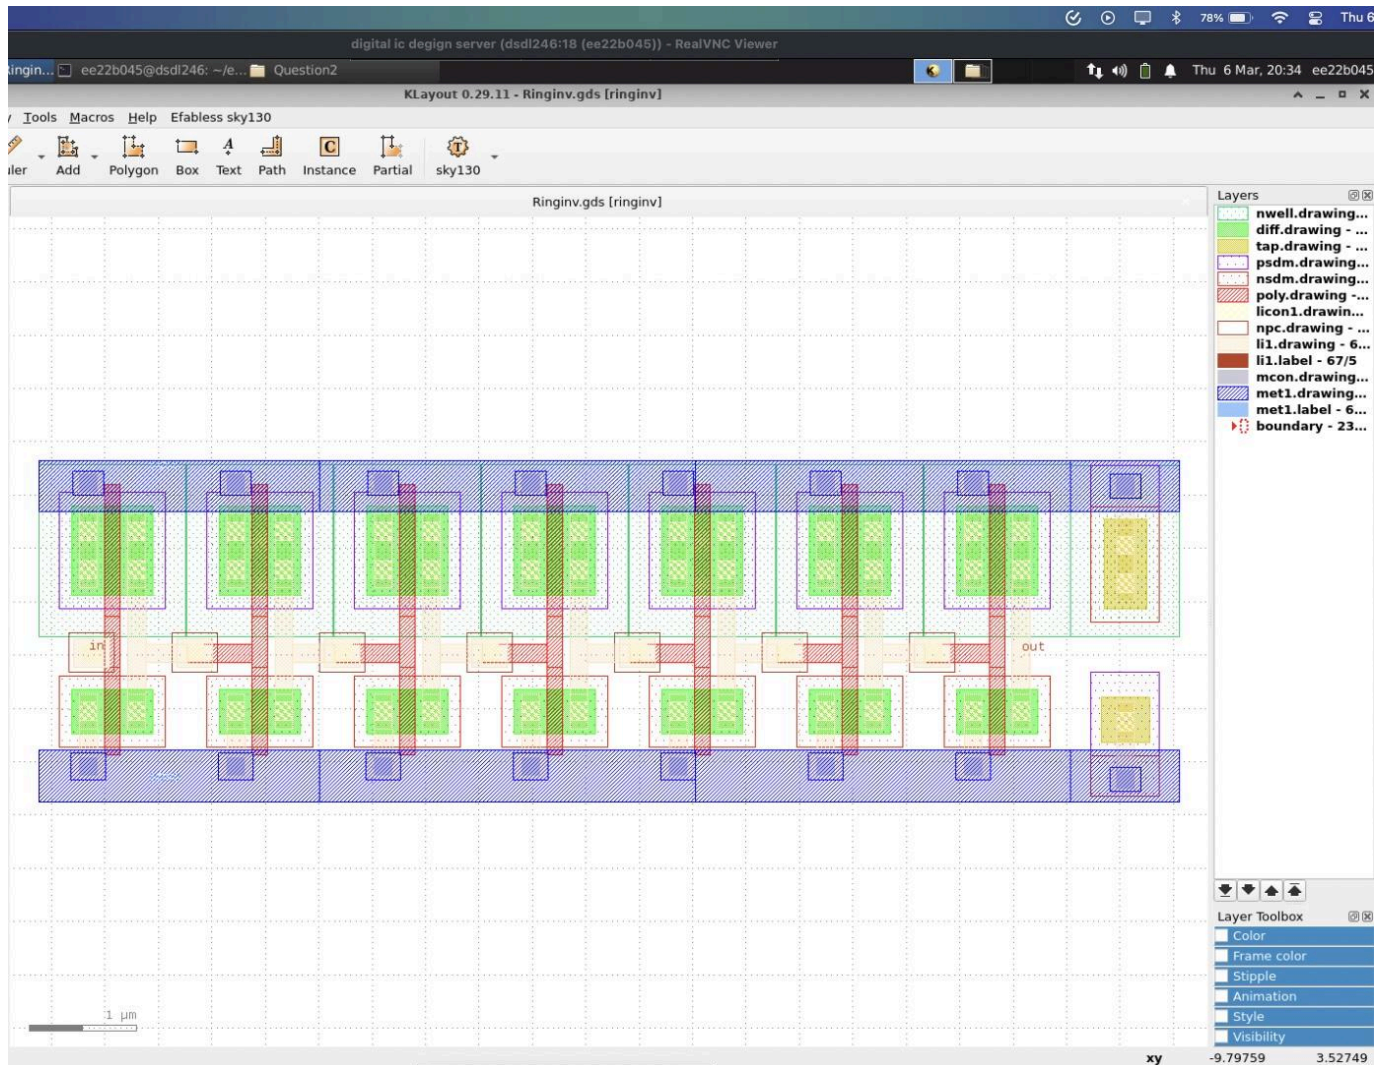 78%
Thu 6
digital ic degign server (dsdl246:18 (ee22b045)) - RealVNC Viewer
Ringin...
ee22b045@dsdl246: ~/e...
Question2
Thu 6 Mar, 20:34 ee22b045
KLayout 0.29.11 - Ringinv.gds [ringinv]
y Tools Macros Help Efabless sky130
uler Add Polygon Box Text Path Instance Partial sky130
Ringinv.gds [ringinv]
Layers
nwell.drawing...
diff.drawing - ...
tap.drawing - ...
psdm.drawing...
nsdm.drawing...
poly.drawing -...
licon1.drawin...
npc.drawing - ...
li1.drawing - 6...
li1.label - 67/5
mcon.drawing...
met1.drawing...
met1.label - 6...
boundary - 23...
in
out
1 µm
Layer Toolbox
Color
Frame color
Stipple
Animation
Style
Visibility
xy -9.79759 3.52749